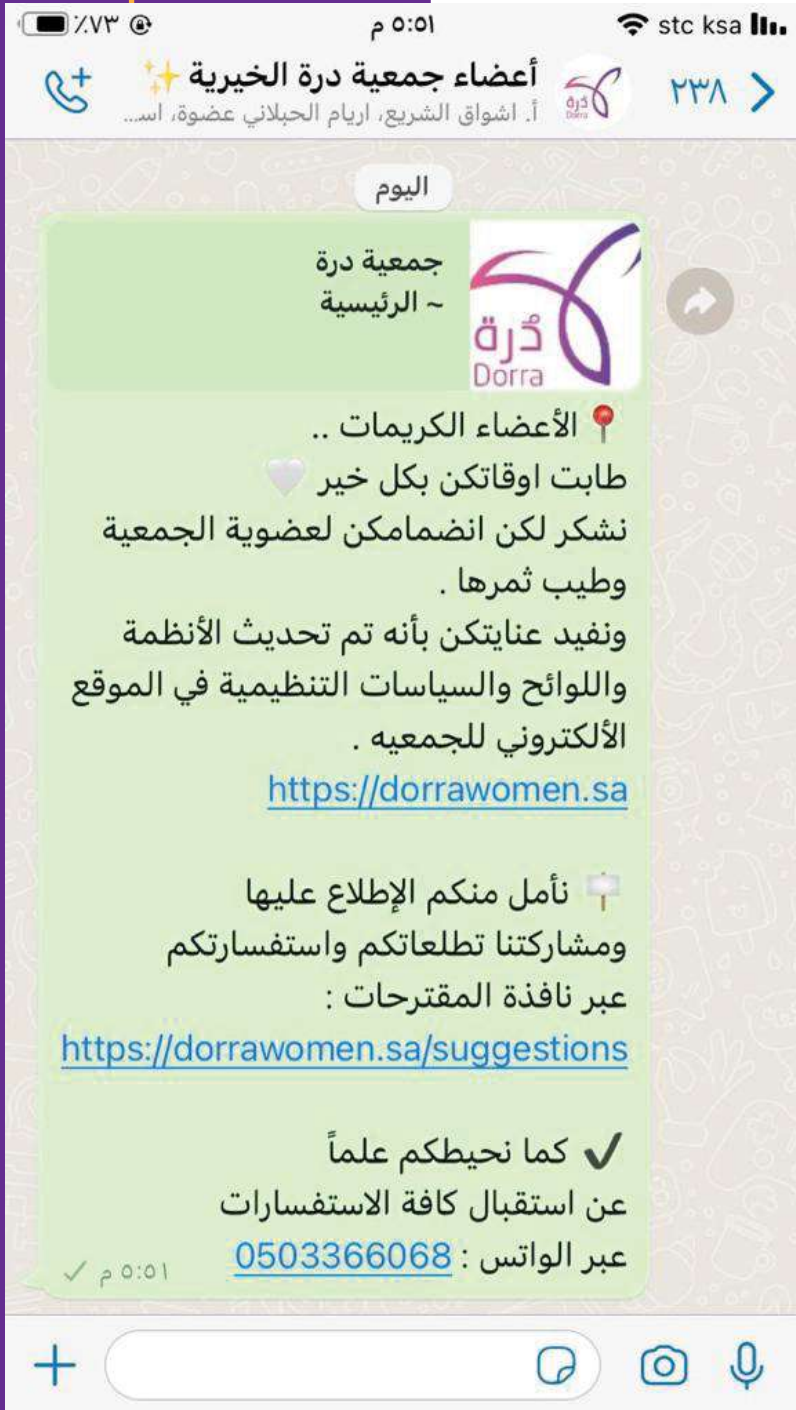 ٪٧٣
٥:٥١ م
stc ksa
أعضاء جمعية درة الخيرية ✨
أ. اشواق الشريع، اريام الحبلاني عضوة، اس...
٢٣٨
درة
Dorra
اليوم
جمعية درة
~ الرئيسية
دُرة
Dorra
📍 الأعضاء الكريمات ..
طابت اوقاتكن بكل خير 🤍
نشكر لكن انضمامكن لعضوية الجمعية
وطيب ثمرها .
ونفيد عنايتكن بأنه تم تحديث الأنظمة
واللوائح والسياسات التنظيمية في الموقع
الألكتروني للجمعيه .
https://dorrawomen.sa
🪧 نأمل منكم الإطلاع عليها
ومشاركتنا تطلعاتكم واستفسارتكم
عبر نافذة المقترحات :
https://dorrawomen.sa/suggestions
✔️ كما نحيطكم علماً
عن استقبال كافة الاستفسارات
عبر الواتس : 0503366068
٥:٥١ م